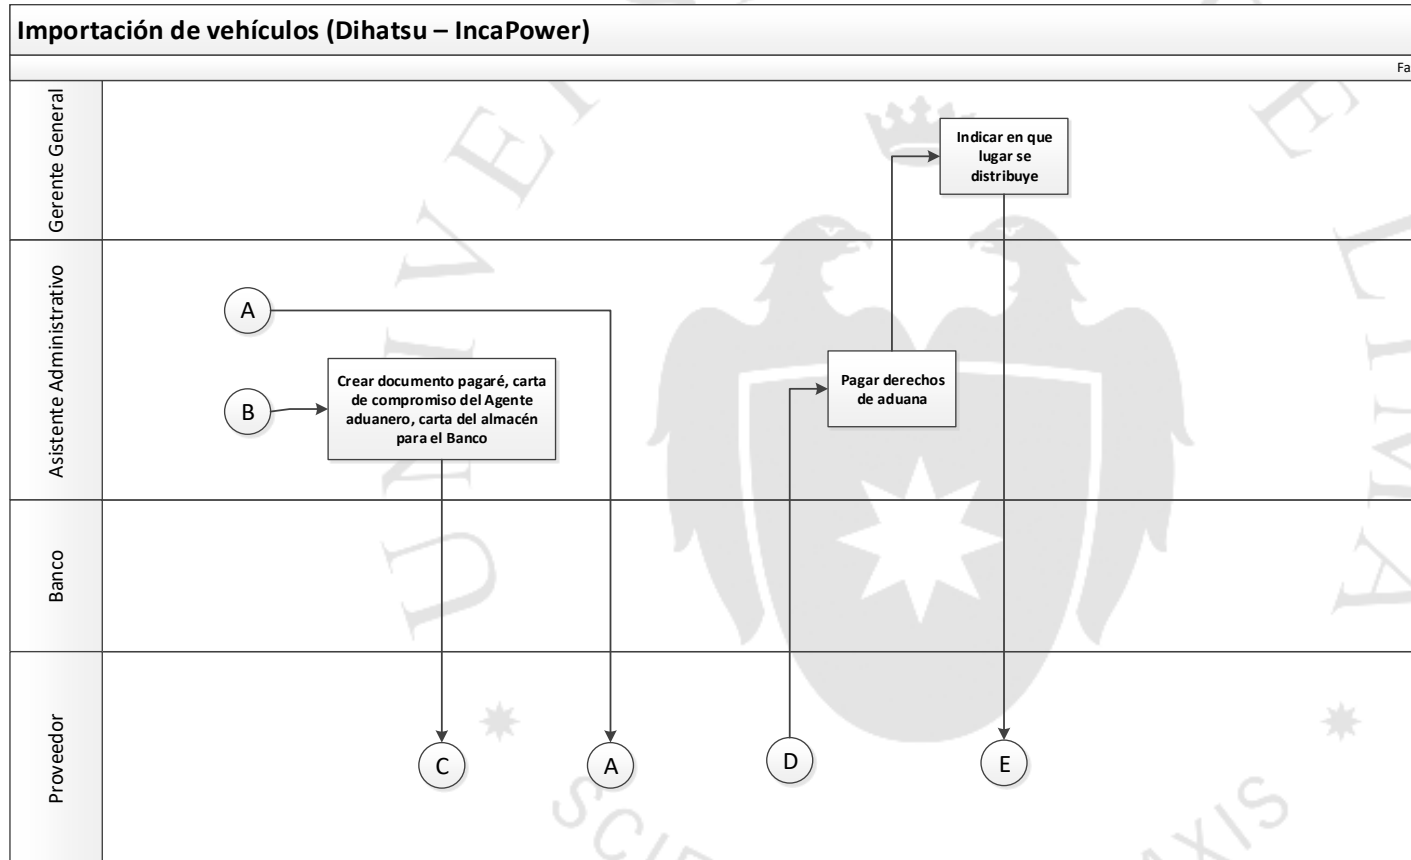 Importación de vehículos (Dihatsu – IncaPower)
Fa
Gerente General
Indicar en que
lugar se
distribuye
Asistente Administrativo
A
B
Crear documento pagaré, carta
de compromiso del Agente
aduanero, carta del almacén
para el Banco
Pagar derechos
de aduana
Banco
Proveedor
C
A
D
E